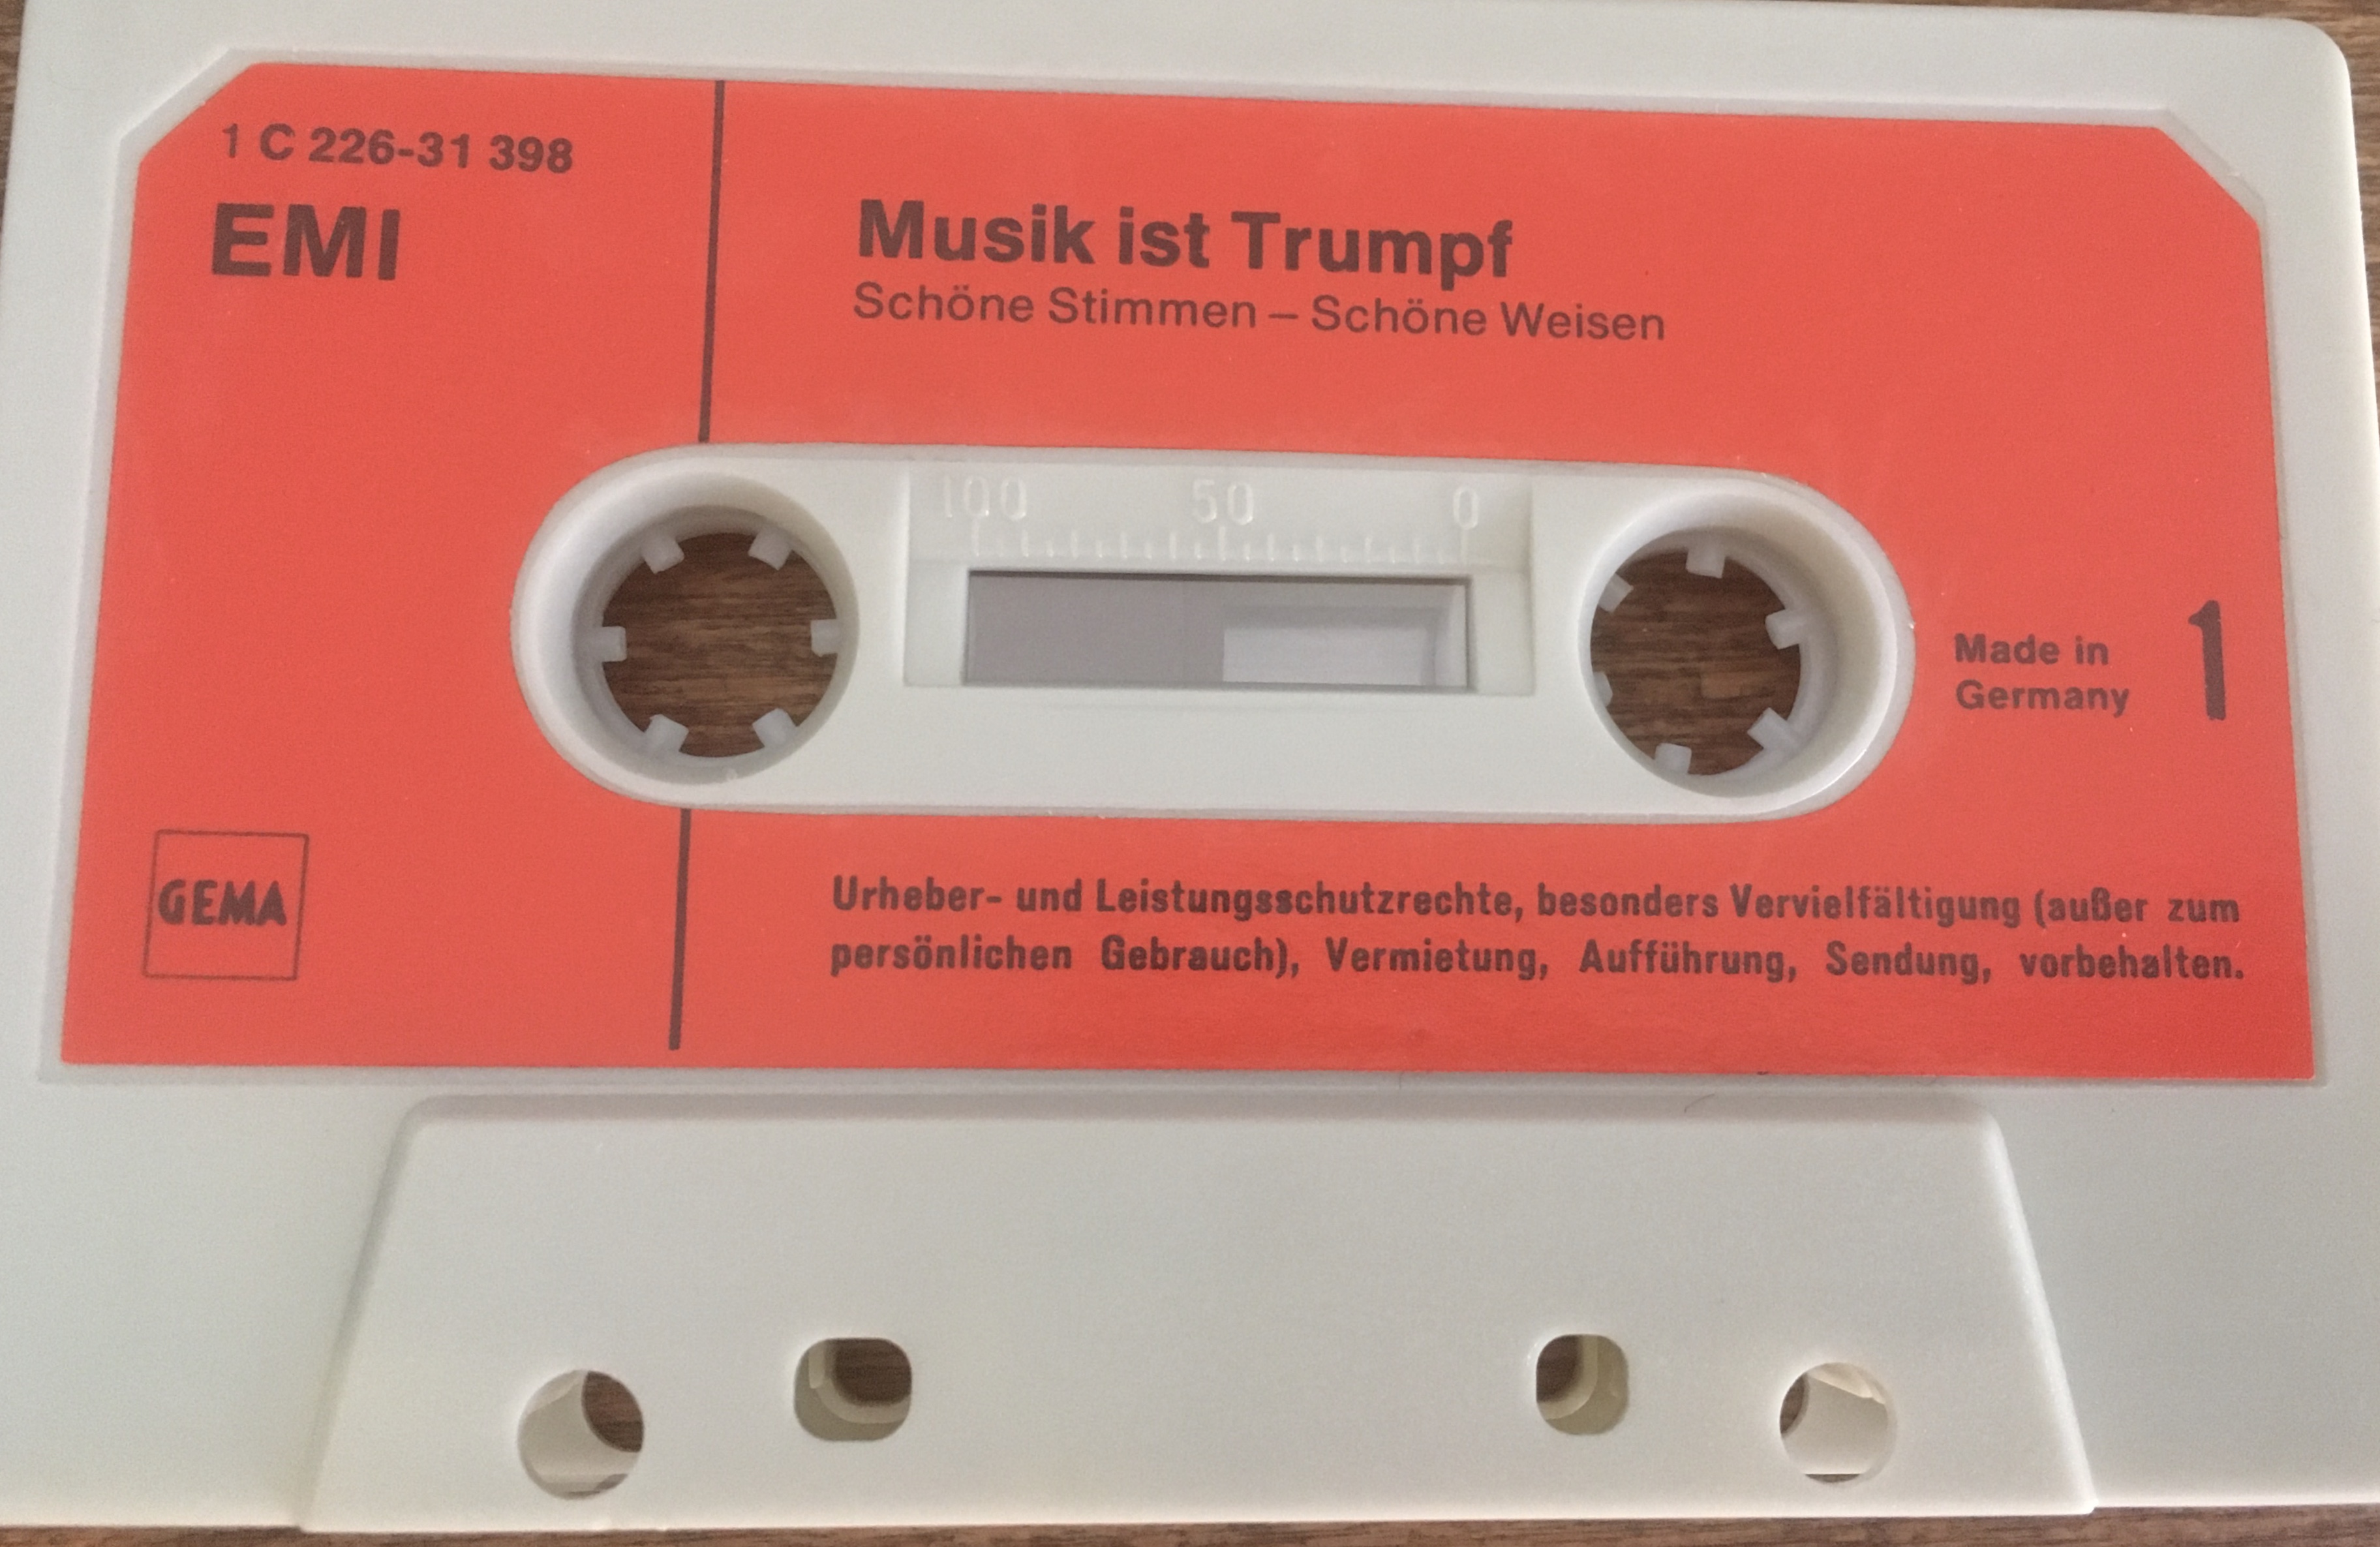 1 C 226-31 398
EMI
Musik ist Trumpf
Schöne Stimmen – Schöne Weisen
100 50 0
Made in
Germany
1
GEMA
Urheber- und Leistungsschutzrechte, besonders Vervielfältigung (außer zum
persönlichen Gebrauch), Vermietung, Aufführung, Sendung, vorbehalten.